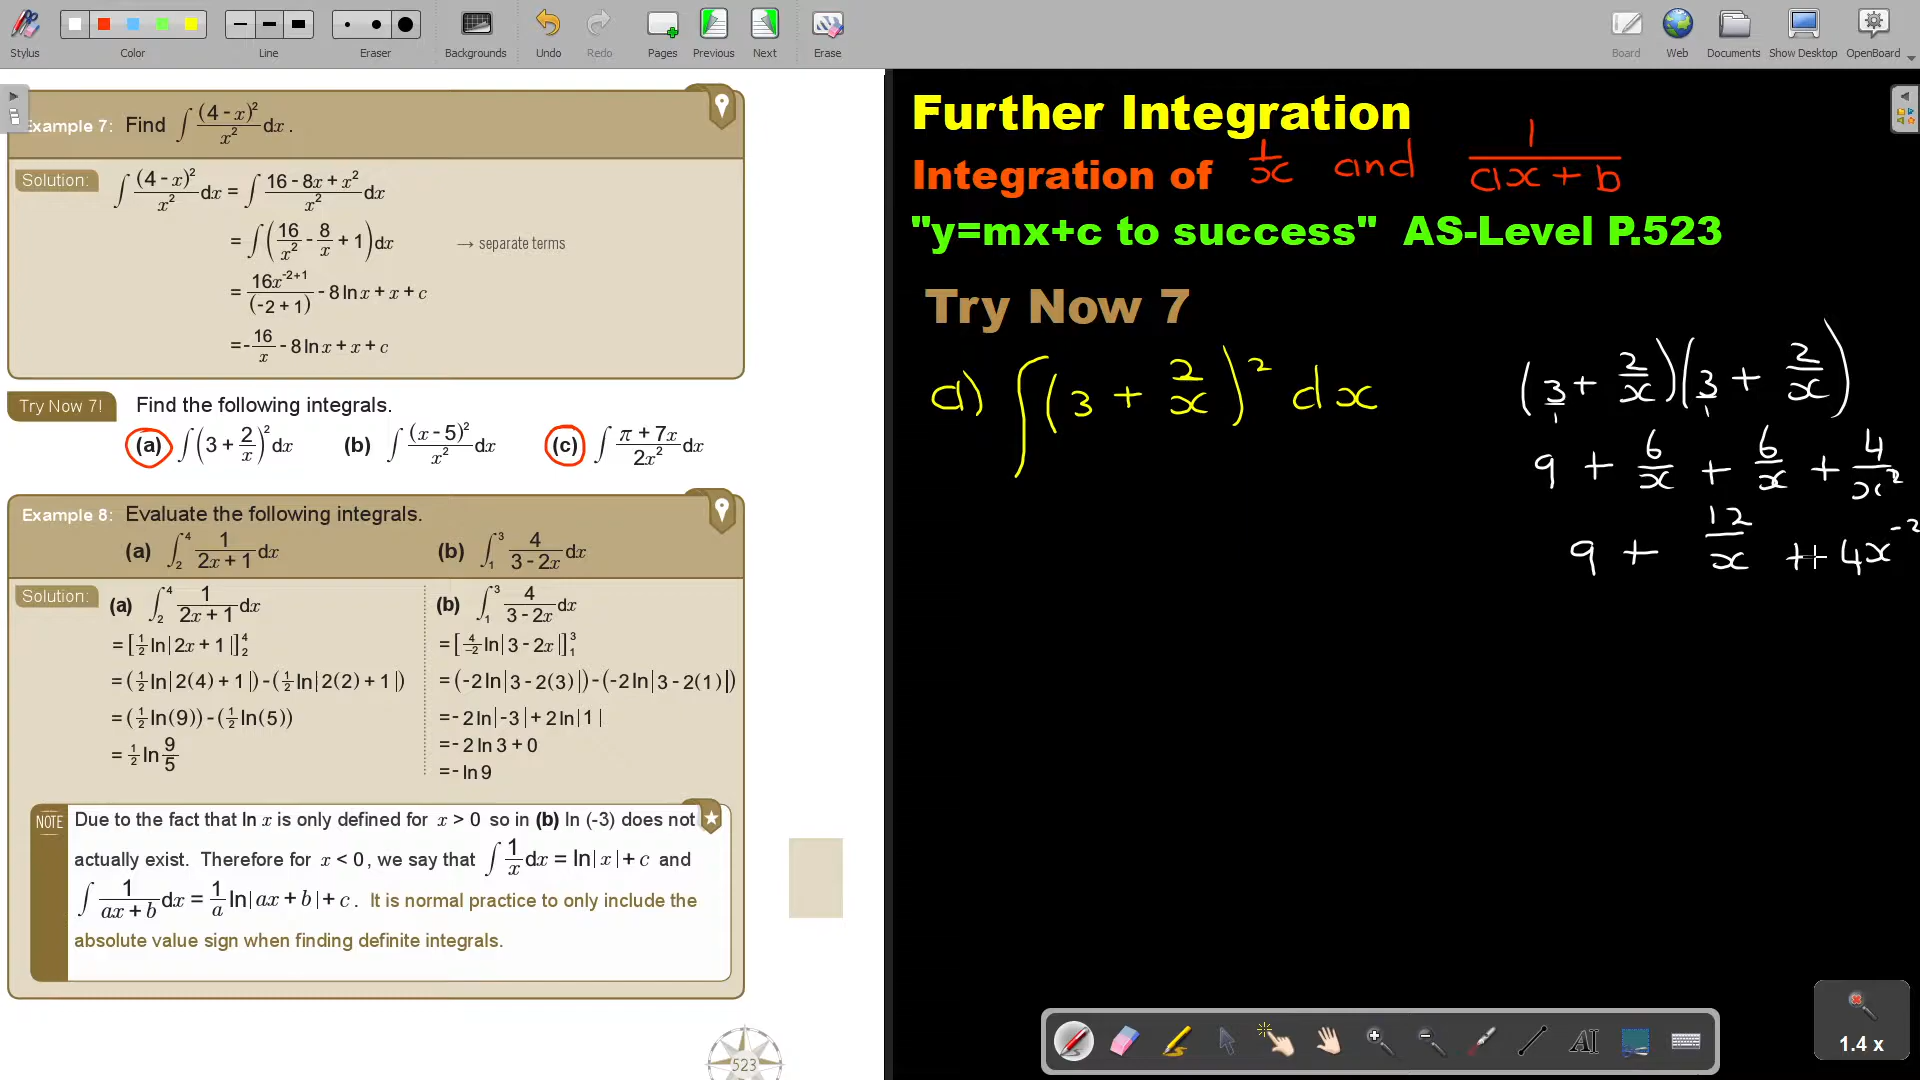 Stylus Color Line Eraser Backgrounds Undo Redo Pages Previous Next Erase Board Web Documents Show Desktop OpenBoard
Example 7: Find ∫ (4 - x)² / x² dx.
Solution: ∫ (4 - x)² / x² dx = ∫ (16 - 8x + x²) / x² dx
= ∫ (16/x² - 8/x + 1) dx → separate terms
= 16x⁻²⁺¹ / (-2 + 1) - 8 ln x + x + c
= - 16/x - 8 ln x + x + c
Try Now 7! Find the following integrals.
(a) ∫ (3 + 2/x)² dx (b) ∫ (x - 5)² / x² dx (c) ∫ (π + 7x) / 2x² dx
Example 8: Evaluate the following integrals.
(a) ∫₂⁴ 1/(2x + 1) dx (b) ∫₁³ 4/(3 - 2x) dx
Solution: (a) ∫₂⁴ 1/(2x + 1) dx
= [½ ln|2x + 1|]₂⁴
= (½ ln|2(4) + 1|) - (½ ln|2(2) + 1|)
= (½ ln(9)) - (½ ln(5))
= ½ ln 9/5
(b) ∫₁³ 4/(3 - 2x) dx
= [4/-2 ln|3 - 2x|]₁³
= (-2 ln|3 - 2(3)|) - (-2 ln|3 - 2(1)|)
= - 2 ln|-3| + 2 ln|1|
= - 2 ln 3 + 0
= - ln 9
NOTE Due to the fact that ln x is only defined for x > 0 so in (b) ln (-3) does not
actually exist. Therefore for x < 0, we say that ∫ 1/x dx = ln|x| + c and
∫ 1/(ax + b) dx = 1/a ln|ax + b| + c. It is normal practice to only include the
absolute value sign when finding definite integrals.
523
Further Integration
Integration of 1/x and 1/(ax + b)
"y=mx+c to success" AS-Level P.523
Try Now 7
a) ∫ (3 + 2/x)² dx
(3 + 2/x)(3 + 2/x)
9 + 6/x + 6/x + 4/x²
9 + 12/x + 4x⁻²
1.4 x